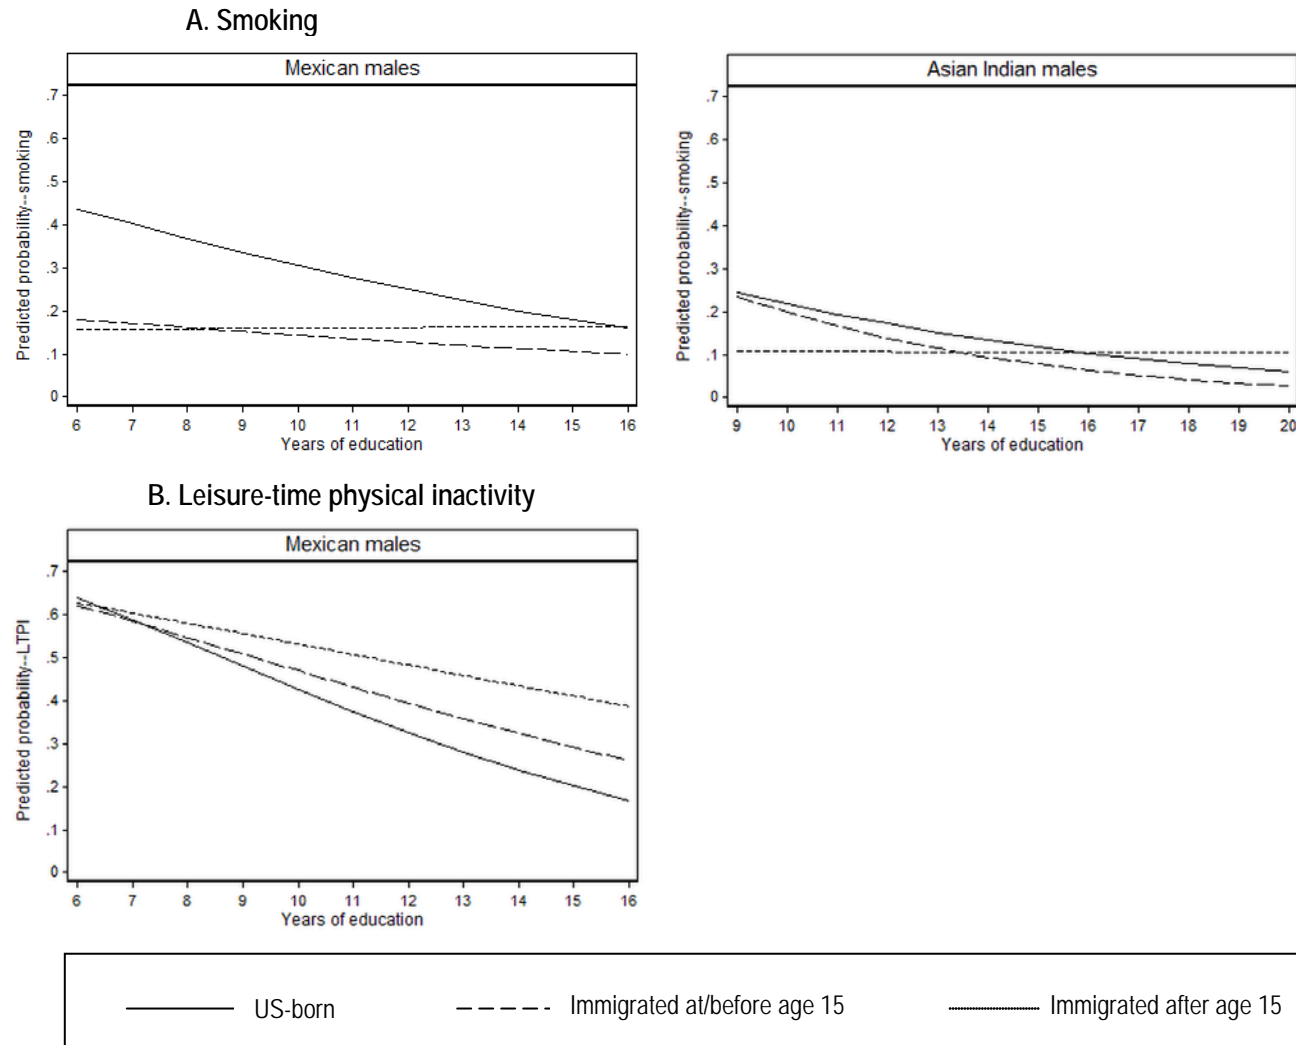 A. Smoking
Mexican males
Predicted probability--smoking
.7
.6
.5
.4
.3
.2
.1
0
6 7 8 9 10 11 12 13 14 15 16
Years of education
Asian Indian males
Predicted probability--smoking
.7
.6
.5
.4
.3
.2
.1
0
9 10 11 12 13 14 15 16 17 18 19 20
Years of education
B. Leisure-time physical inactivity
Mexican males
Predicted probability--LTPI
.7
.6
.5
.4
.3
.2
.1
0
6 7 8 9 10 11 12 13 14 15 16
Years of education
US-born
Immigrated at/before age 15
Immigrated after age 15